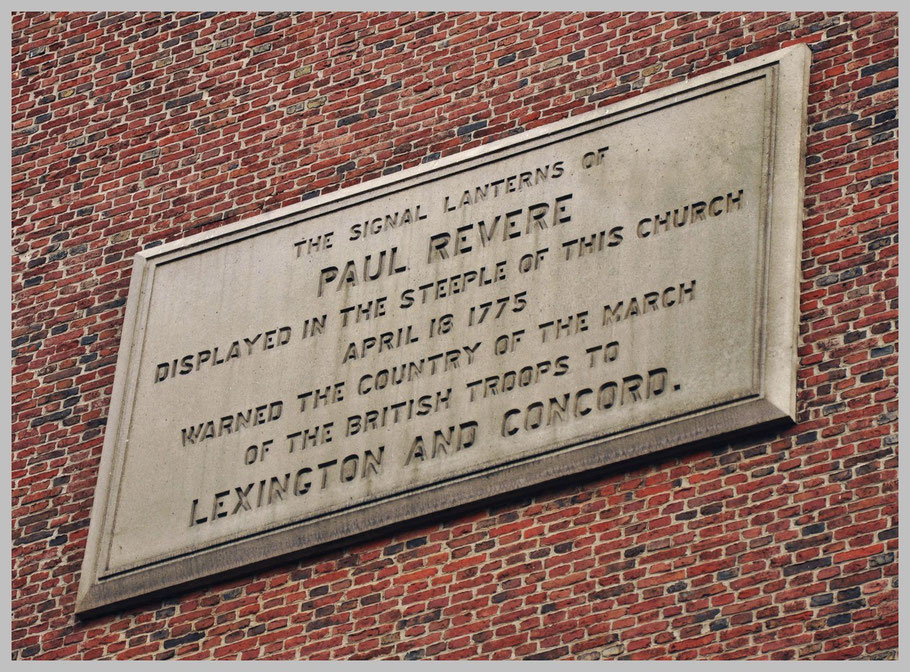 THE SIGNAL LANTERNS OF
PAUL REVERE
DISPLAYED IN THE STEEPLE OF THIS CHURCH
APRIL 18 1775
WARNED THE COUNTRY OF THE MARCH
OF THE BRITISH TROOPS TO
LEXINGTON AND CONCORD.